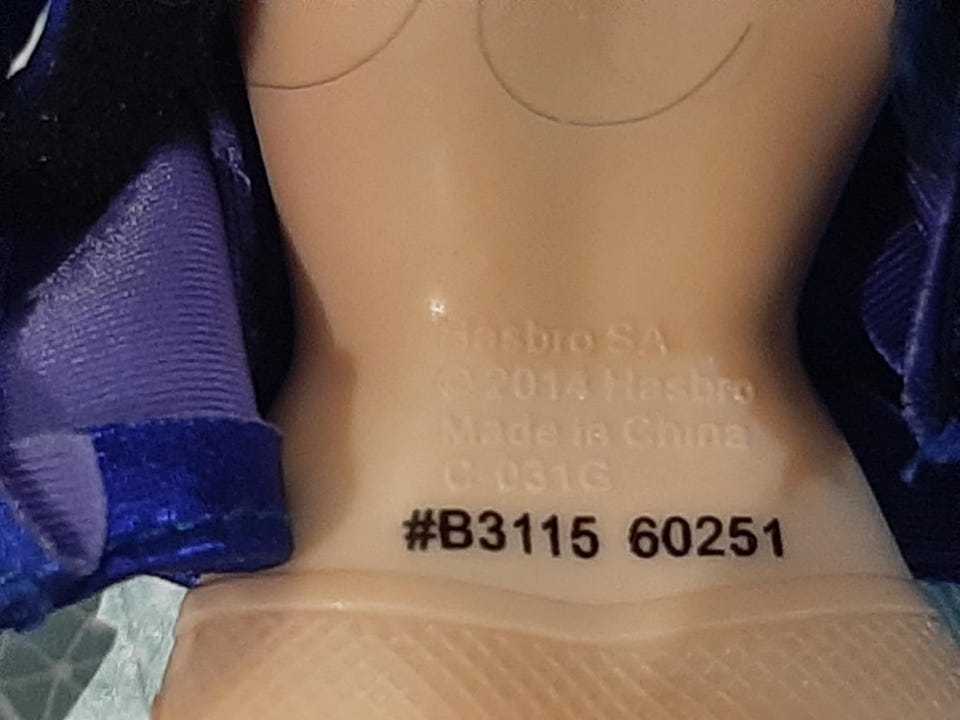 Hasbro SA
© 2014 Hasbro
Made in China
C-031G
#B3115 60251